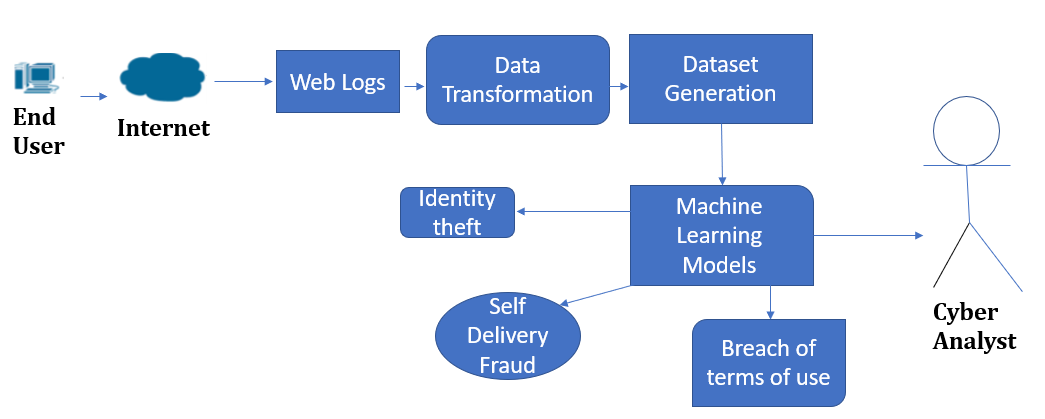 End
User
Internet
Web Logs
Data
Transformation
Dataset
Generation
Identity
theft
Machine
Learning
Models
Self
Delivery
Fraud
Breach of
terms of use
Cyber
Analyst